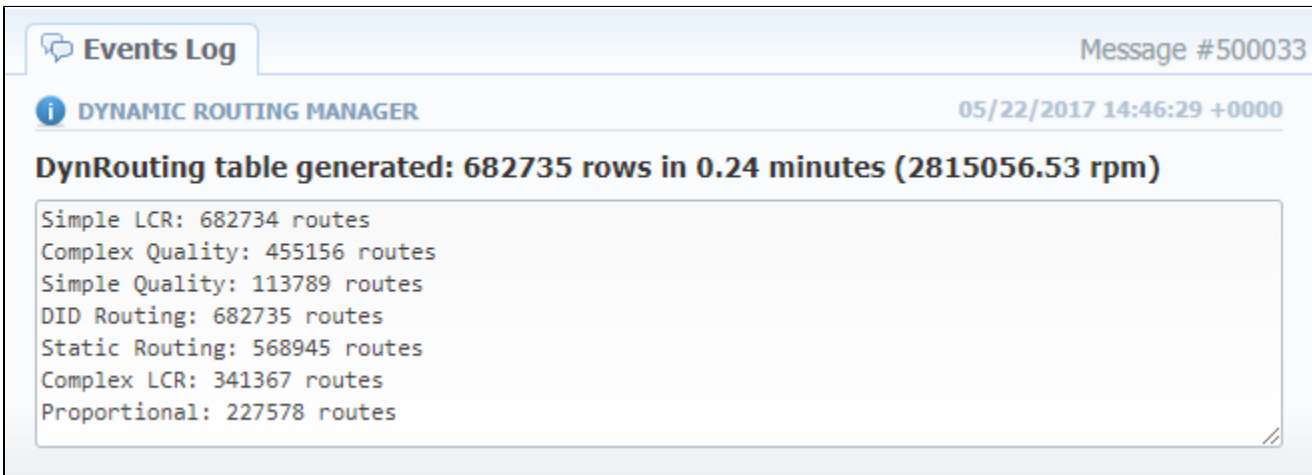 Events Log
Message #500033
DYNAMIC ROUTING MANAGER
05/22/2017 14:46:29 +0000
DynRouting table generated: 682735 rows in 0.24 minutes (2815056.53 rpm)
Simple LCR: 682734 routes
Complex Quality: 455156 routes
Simple Quality: 113789 routes
DID Routing: 682735 routes
Static Routing: 568945 routes
Complex LCR: 341367 routes
Proportional: 227578 routes